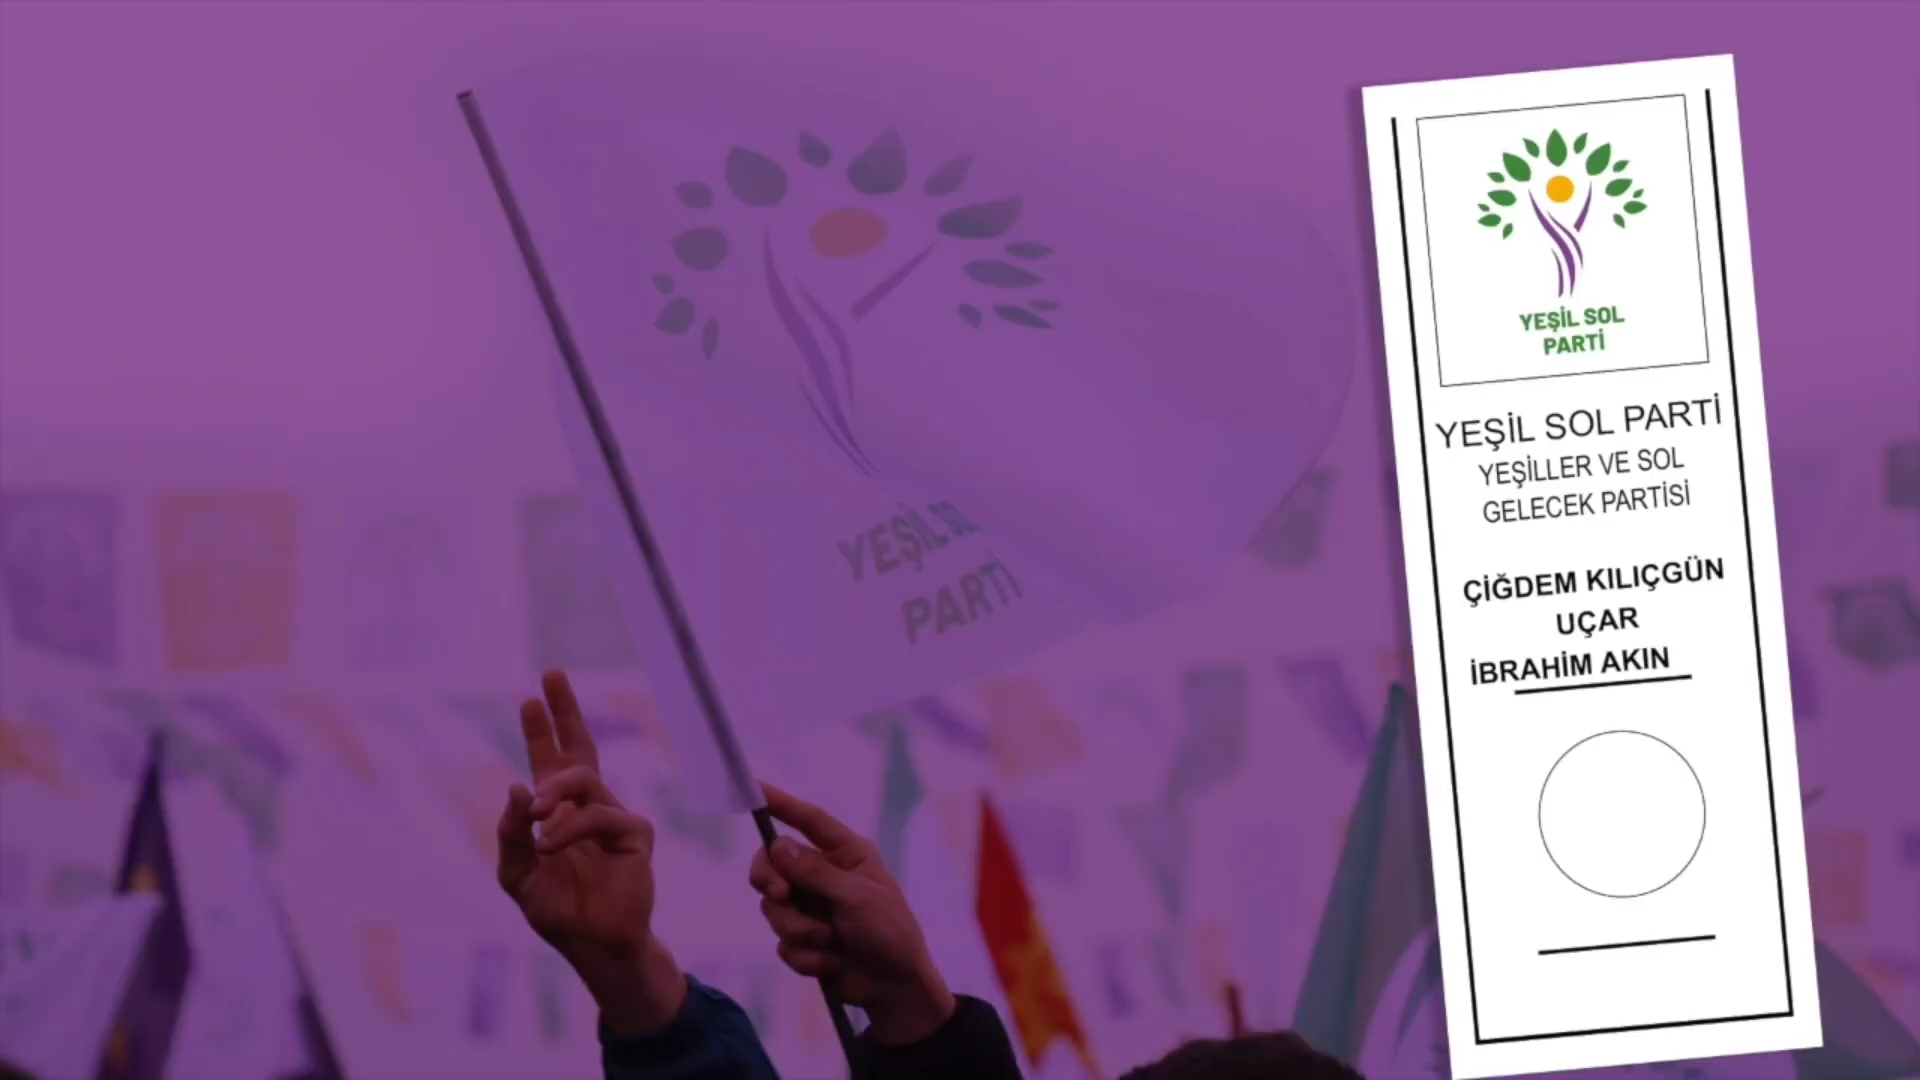 YEŞİL SOL
PARTİ
YEŞİL SOL
PARTİ
YEŞİL SOL PARTİ
YEŞİLLER VE SOL
GELECEK PARTİSİ
ÇİĞDEM KILIÇGÜN
UÇAR
İBRAHİM AKIN